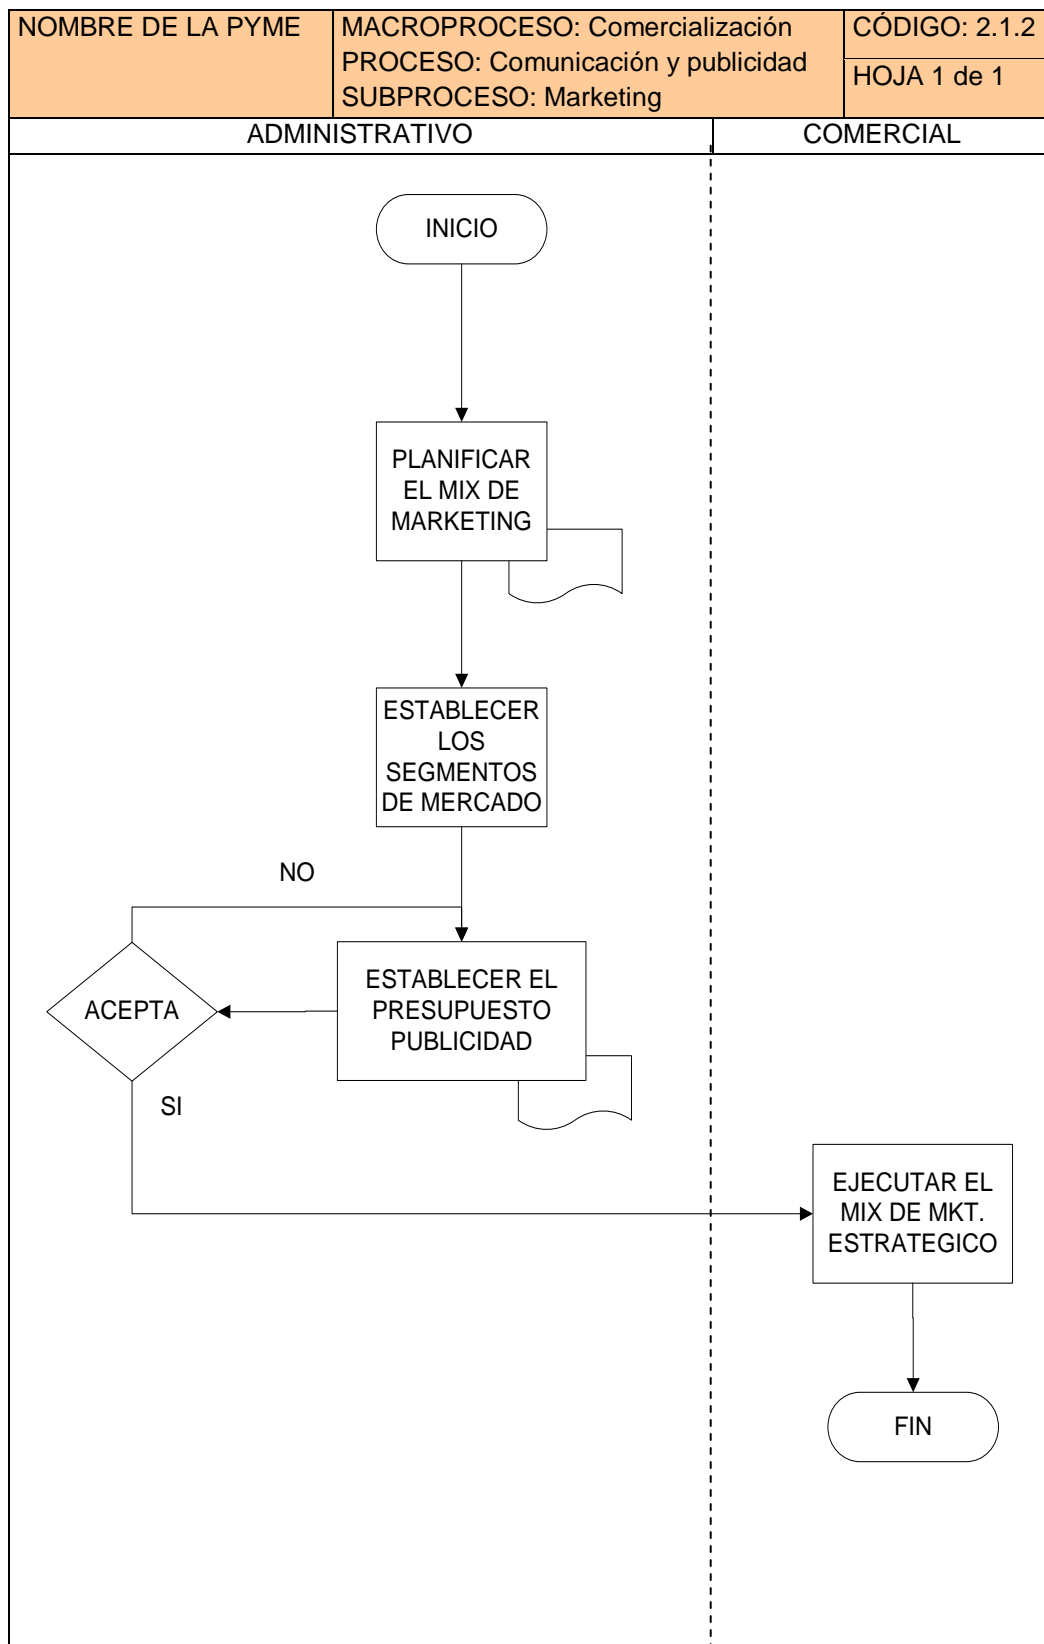 NOMBRE DE LA PYME
MACROPROCESO: Comercialización
PROCESO: Comunicación y publicidad
SUBPROCESO: Marketing
CÓDIGO: 2.1.2
HOJA 1 de 1
ADMINISTRATIVO
COMERCIAL
INICIO
PLANIFICAR
EL MIX DE
MARKETING
ESTABLECER
LOS
SEGMENTOS
DE MERCADO
NO
ACEPTA
ESTABLECER EL
PRESUPUESTO
PUBLICIDAD
SI
EJECUTAR EL
MIX DE MKT.
ESTRATEGICO
FIN